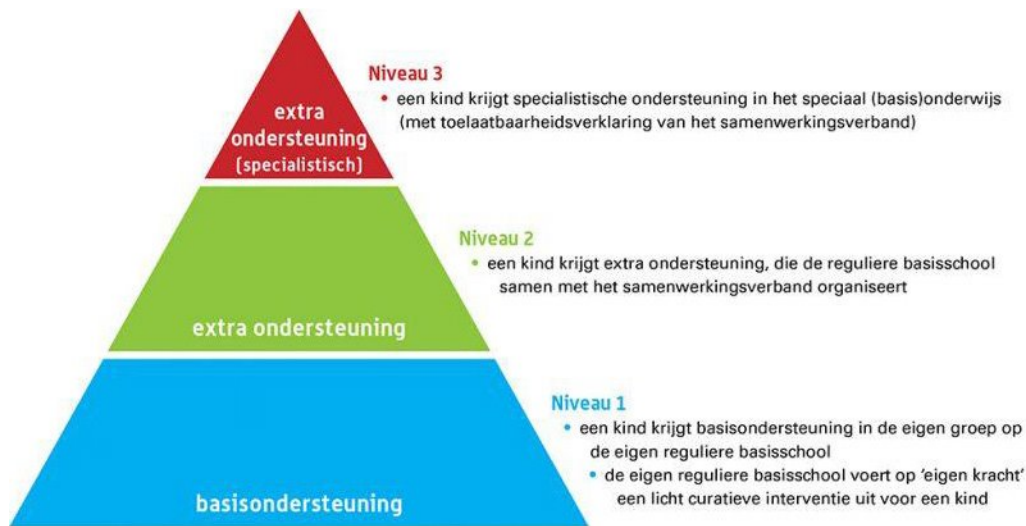 Niveau 3
• een kind krijgt specialistische ondersteuning in het speciaal (basis)onderwijs
(met toelaatbaarheidsverklaring van het samenwerkingsverband)
extra
ondersteuning
(specialistisch)
Niveau 2
• een kind krijgt extra ondersteuning, die de reguliere basisschool
samen met het samenwerkingsverband organiseert
extra ondersteuning
Niveau 1
• een kind krijgt basisondersteuning in de eigen groep op
de eigen reguliere basisschool
• de eigen reguliere basisschool voert op ‘eigen kracht’
een licht curatieve interventie uit voor een kind
basisondersteuning